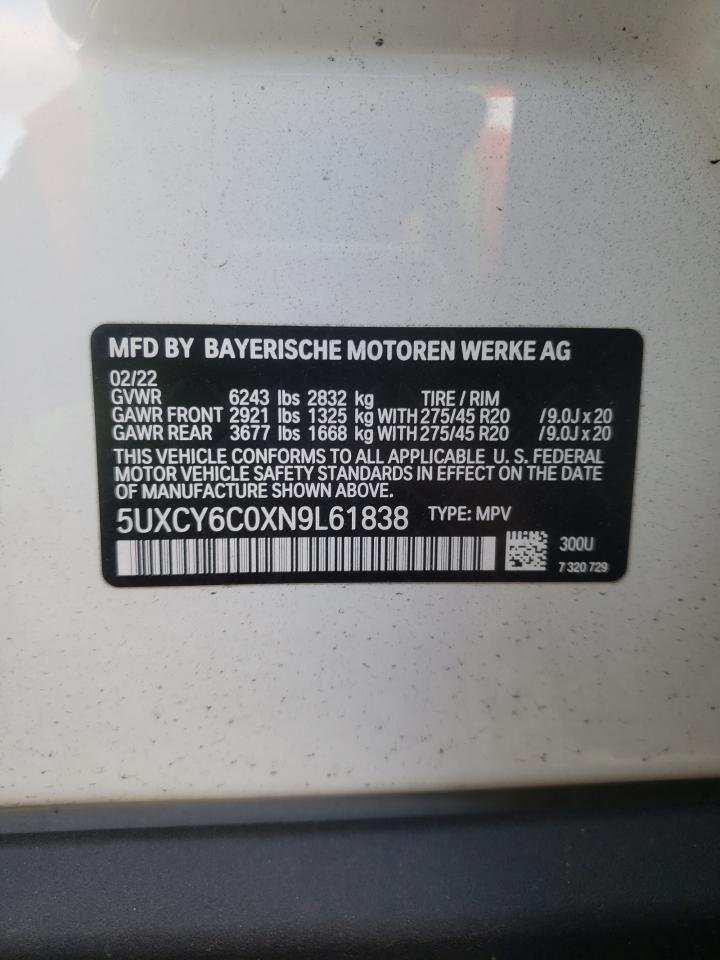 MFD BY BAYERISCHE MOTOREN WERKE AG
02/22
GVWR 6243 lbs 2832 kg TIRE / RIM
GAWR FRONT 2921 lbs 1325 kg WITH 275/45 R20 /9.0J x 20
GAWR REAR 3677 lbs 1668 kg WITH 275/45 R20 /9.0J x 20
THIS VEHICLE CONFORMS TO ALL APPLICABLE U. S. FEDERAL
MOTOR VEHICLE SAFETY STANDARDS IN EFFECT ON THE DATE
OF MANUFACTURE SHOWN ABOVE.
5UXCY6C0XN9L61838 TYPE: MPV
300U
7 320 729